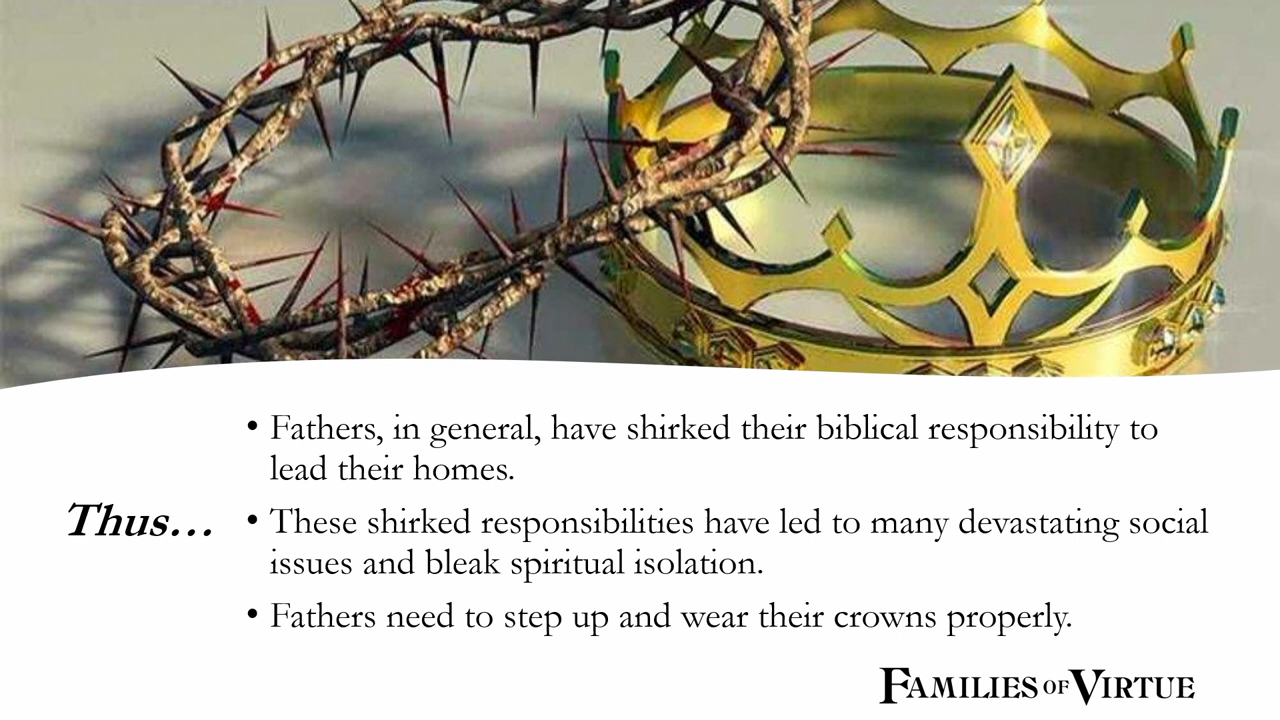 Thus...
• Fathers, in general, have shirked their biblical responsibility to
lead their homes.
• These shirked responsibilities have led to many devastating social
issues and bleak spiritual isolation.
• Fathers need to step up and wear their crowns properly.
FAMILIES OF VIRTUE